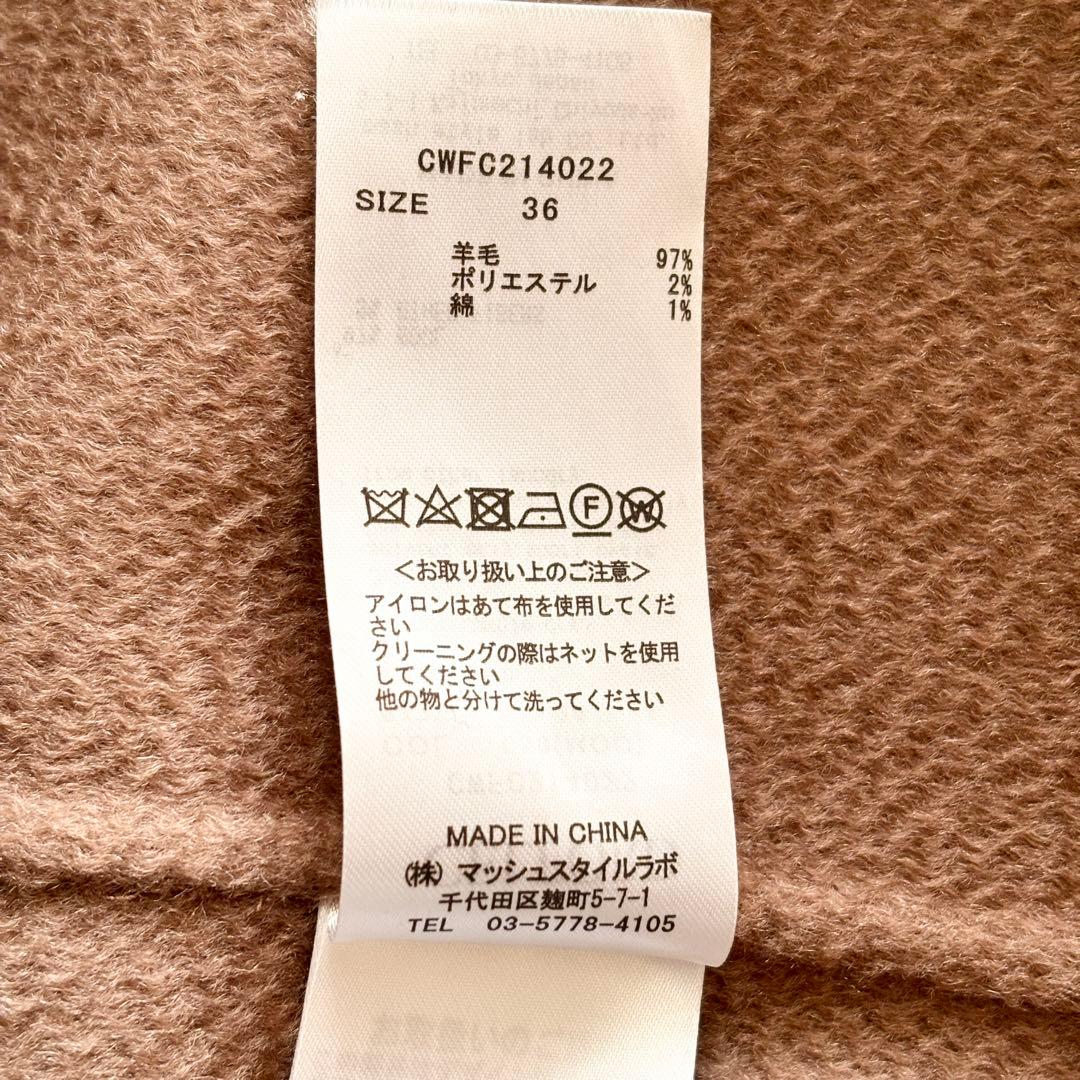 CWFC214022
SIZE 36
羊毛 97%
ポリエステル 2%
綿 1%
F W
<お取り扱い上のご注意>
アイロンはあて布を使用してくだ
さい
クリーニングの際はネットを使用
してください
他の物と分けて洗ってください
MADE IN CHINA
(株) マッシュスタイルラボ
千代田区麹町5-7-1
TEL 03-5778-4105